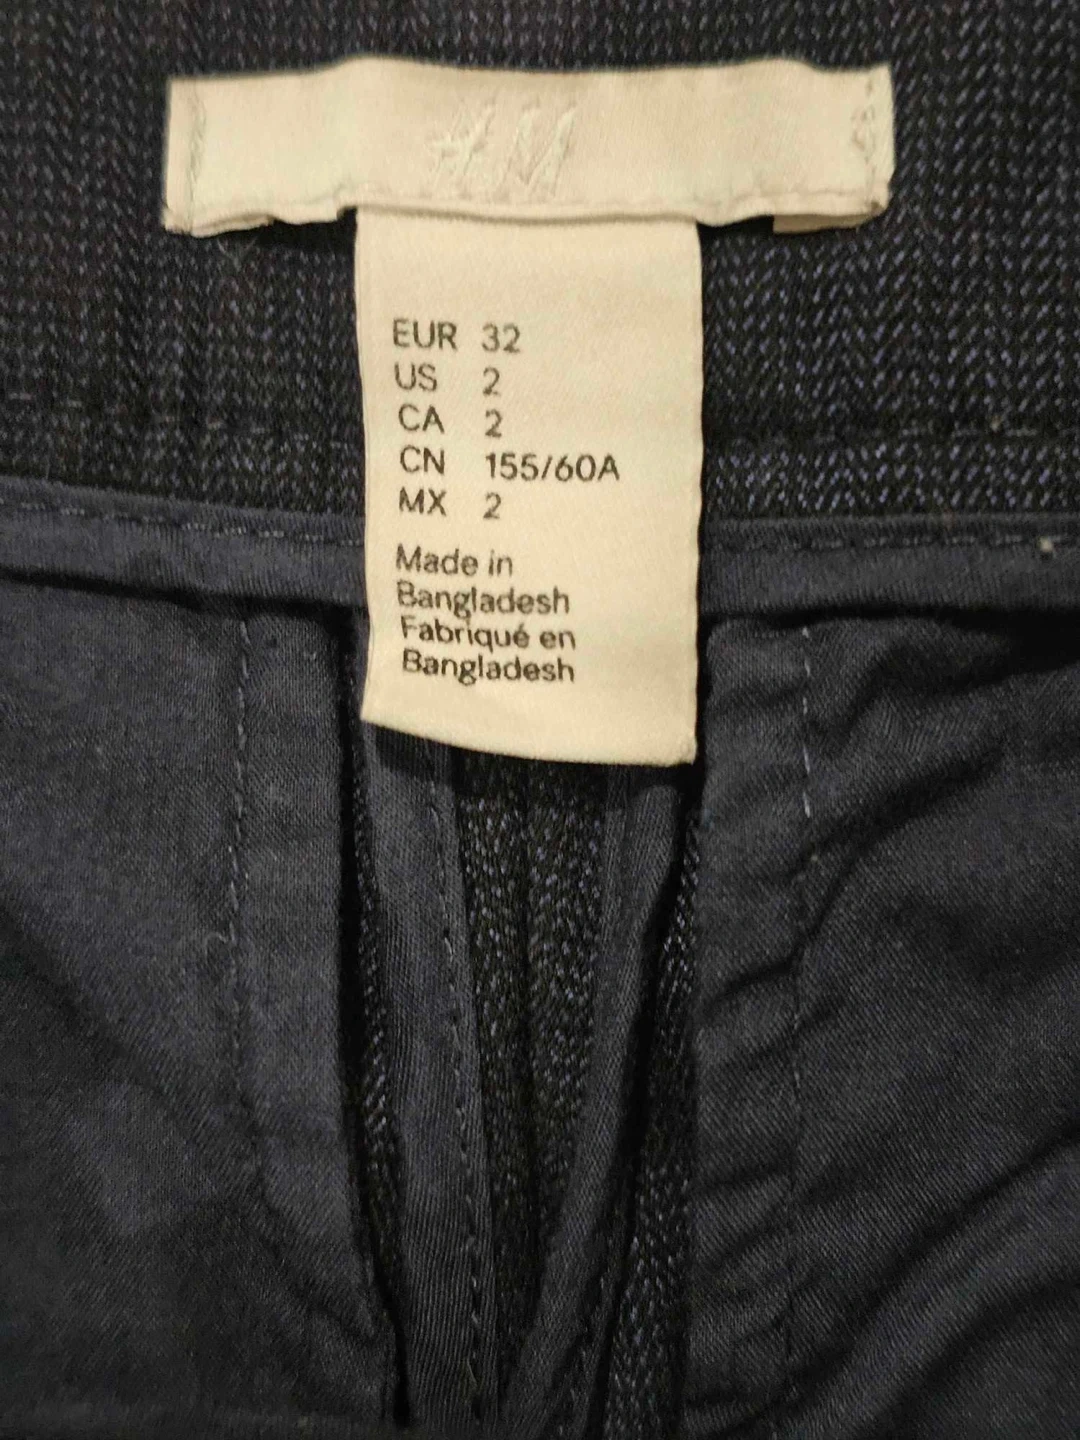 H&M
EUR 32
US 2
CA 2
CN 155/60A
MX 2
Made in
Bangladesh
Fabriqué en
Bangladesh